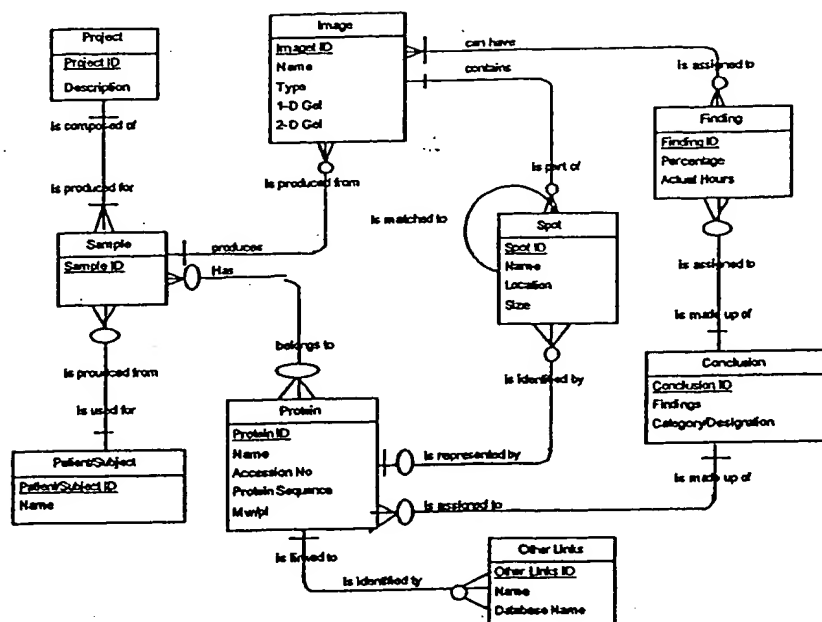 Project
Project ID
Description
is composed of
is produced for
Sample
Sample ID
is prouced from
is used for
Patient/Subject
Patient/Subject ID
Name
Image
Imaget ID
Name
Type
1-D Gel
2-D Gel
is produced from
produces
Has
belongs to
can have
contains
is assigned to
Finding
Finding ID
Percentage
Actual Hours
is part of
is matched to
Spot
Spot ID
Name
Location
Size
is identified by
is assigned to
is made up of
Conclusion
Conclusion ID
Findings
Category/Designation
is made up of
Protein
Protein ID
Name
Accession No
Protein Sequence
Mw/pI
is represented by
is assigned to
is linked to
is identified by
Other Links
Other Links ID
Name
Database Name